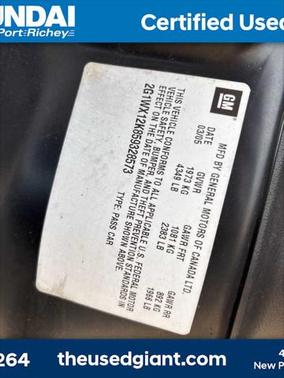 UNDAI
Port Richey
Certified Used
GM
MFD BY GENERAL MOTORS OF CANADA LTD.
03/05 GVWR GAWR FRT GAWR RR
1973 KG 1081 KG 892 KG
4349 LB 2383 LB 1966 LB
THIS VEHICLE CONFORMS TO ALL APPLICABLE U.S. FEDERAL MOTOR
VEHICLE SAFETY, BUMPER, AND THEFT PREVENTION STANDARDS IN
EFFECT ON THE DATE OF MANUFACTURE SHOWN ABOVE.
2G1WX12K859328573 TYPE: PASS CAR
264
theusedgiant.com
4
New P